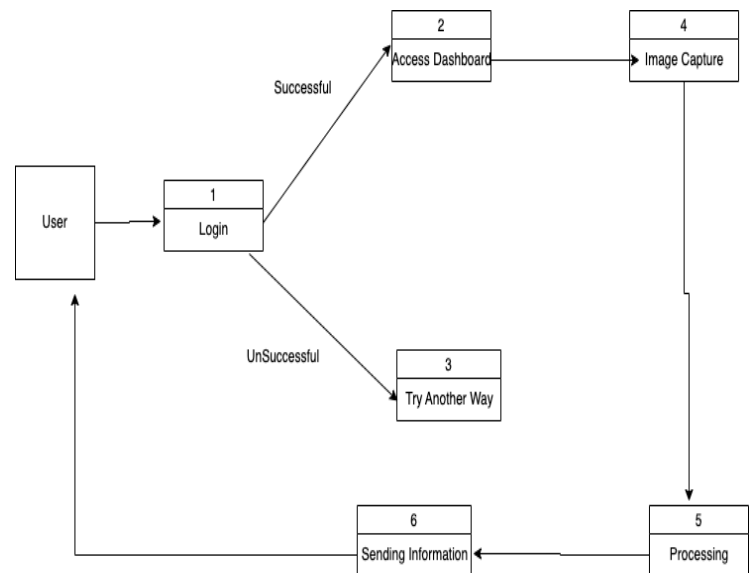 2
Access Dashboard
4
Image Capture
Successful
1
Login
User
UnSuccessful
3
Try Another Way
6
Sending Information
5
Processing